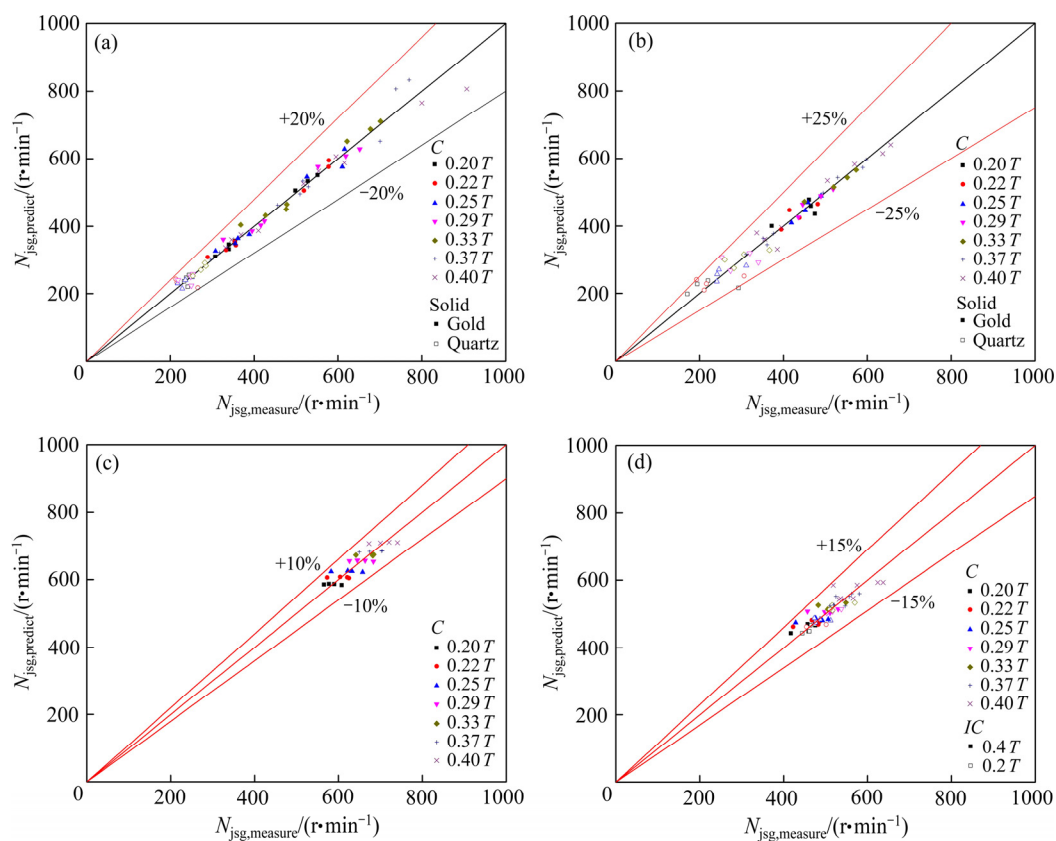 (a)
N_jsg,predict/(r•min⁻¹)
1000
800
600
400
200
0
200
400
600
800
1000
N_jsg,measure/(r•min⁻¹)
+20%
−20%
C
0.20 T
0.22 T
0.25 T
0.29 T
0.33 T
0.37 T
0.40 T
Solid
Gold
Quartz
(b)
N_jsg,predict/(r•min⁻¹)
1000
800
600
400
200
0
200
400
600
800
1000
N_jsg,measure/(r•min⁻¹)
+25%
−25%
C
0.20 T
0.22 T
0.25 T
0.29 T
0.33 T
0.37 T
0.40 T
Solid
Gold
Quartz
(c)
N_jsg,predict/(r•min⁻¹)
1000
800
600
400
200
0
200
400
600
800
1000
N_jsg,measure/(r•min⁻¹)
+10%
−10%
C
0.20 T
0.22 T
0.25 T
0.29 T
0.33 T
0.37 T
0.40 T
(d)
N_jsg,predict/(r•min⁻¹)
1000
800
600
400
200
0
200
400
600
800
1000
N_jsg,measure/(r•min⁻¹)
+15%
−15%
C
0.20 T
0.22 T
0.25 T
0.29 T
0.33 T
0.37 T
0.40 T
IC
0.4 T
0.2 T